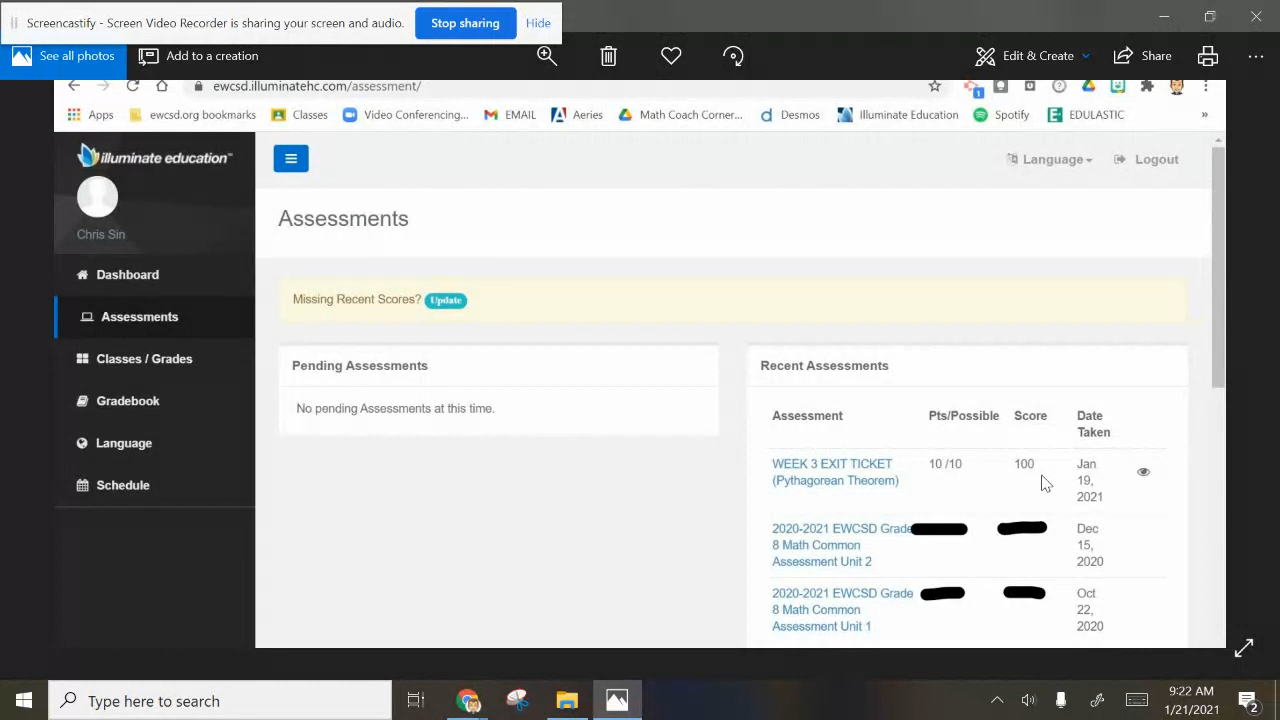 Screencastify - Screen Video Recorder is sharing your screen and audio. Stop sharing Hide
See all photos Add to a creation Edit & Create Share
ewcsd.illuminatehc.com/assessment/
Apps ewcsd.org bookmarks Classes Video Conferencing... EMAIL Aeries Math Coach Corner... Desmos Illuminate Education Spotify EDULASTIC »
illuminate education™
Chris Sin
Dashboard
Assessments
Classes / Grades
Gradebook
Language
Schedule
Language Logout
Assessments
Missing Recent Scores? Update
Pending Assessments
No pending Assessments at this time.
Recent Assessments
Assessment Pts/Possible Score Date
Taken
WEEK 3 EXIT TICKET 10 /10 100 Jan
(Pythagorean Theorem) 19,
2021
2020-2021 EWCSD Grade Dec
8 Math Common 15,
Assessment Unit 2 2020
2020-2021 EWCSD Grade Oct
8 Math Common 22,
Assessment Unit 1 2020
Type here to search
9:22 AM
1/21/2021
2